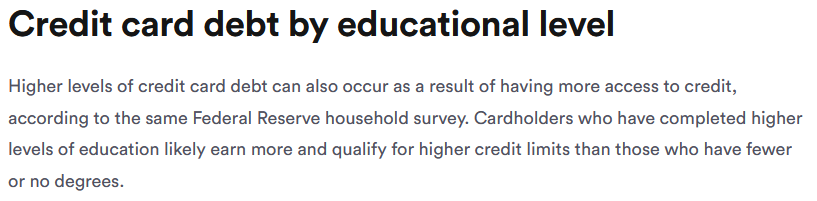 Credit card debt by educational level
Higher levels of credit card debt can also occur as a result of having more access to credit,
according to the same Federal Reserve household survey. Cardholders who have completed higher
levels of education likely earn more and qualify for higher credit limits than those who have fewer
or no degrees.